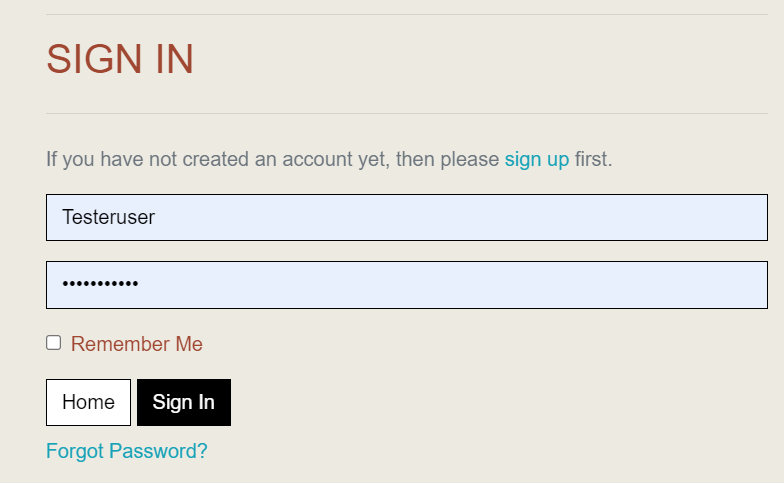 SIGN IN
If you have not created an account yet, then please sign up first.
Testeruser
•••••••••••
Remember Me
Home Sign In
Forgot Password?